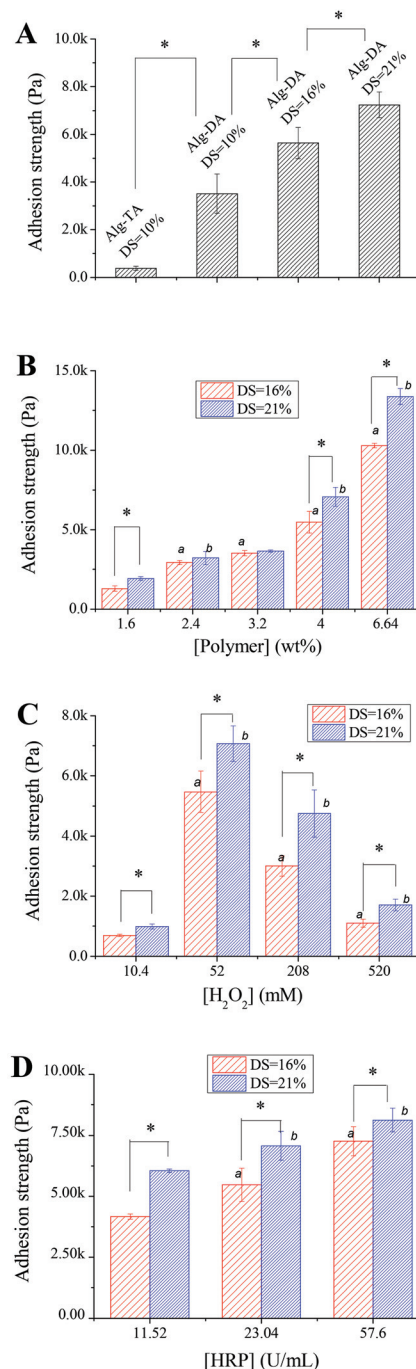 A
10.0k
8.0k
6.0k
4.0k
2.0k
0.0
Adhesion strength (Pa)
*
*
*
Alg-TA
DS=10%
Alg-DA
DS=10%
Alg-DA
DS=16%
Alg-DA
DS=21%
B
15.0k
10.0k
5.0k
0.0
Adhesion strength (Pa)
DS=16%
DS=21%
*
a
b
a
*
a
b
*
a
b
1.6
2.4
3.2
4
6.64
[Polymer] (wt%)
C
8.0k
6.0k
4.0k
2.0k
0.0
Adhesion strength (Pa)
DS=16%
DS=21%
*
*
a
b
*
a
b
*
a
b
10.4
52
208
520
[H₂O₂] (mM)
D
10.00k
7.50k
5.00k
2.50k
0.00
Adhesion strength (Pa)
DS=16%
DS=21%
*
*
a
b
*
a
b
11.52
23.04
57.6
[HRP] (U/mL)